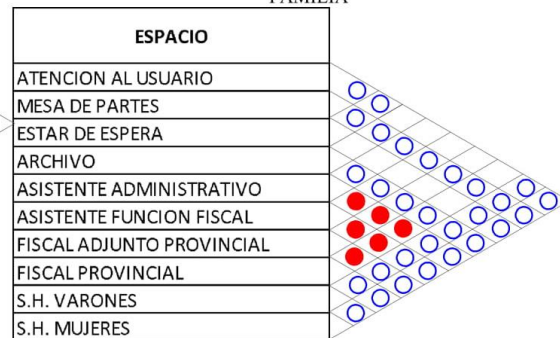 FAMILIA
ESPACIO
ATENCION AL USUARIO
MESA DE PARTES
ESTAR DE ESPERA
ARCHIVO
ASISTENTE ADMINISTRATIVO
ASISTENTE FUNCION FISCAL
FISCAL ADJUNTO PROVINCIAL
FISCAL PROVINCIAL
S.H. VARONES
S.H. MUJERES